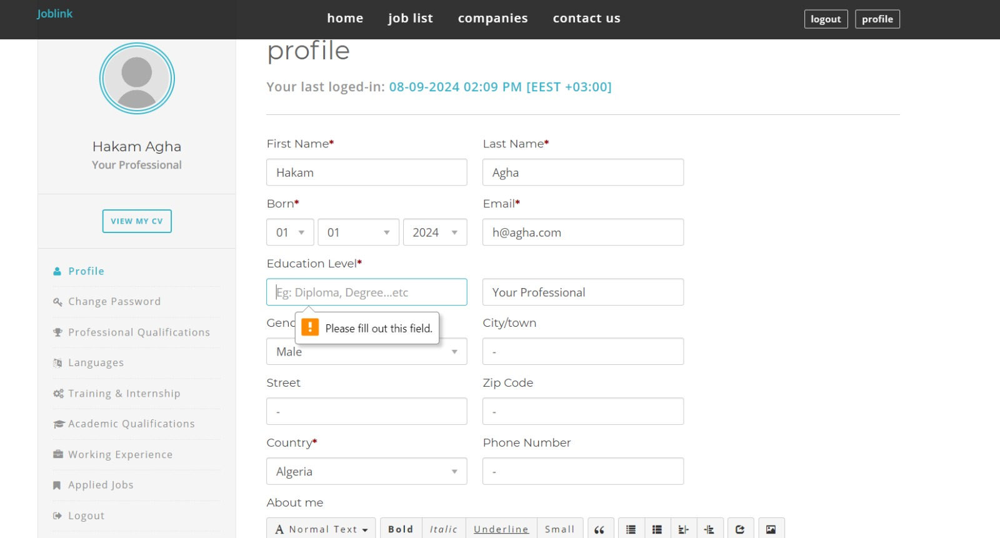 Joblink
home
job list
companies
contact us
logout
profile
profile
Your last loged-in: 08-09-2024 02:09 PM [EEST +03:00]
Hakam Agha
Your Professional
VIEW MY CV
Profile
Change Password
Professional Qualifications
Languages
Training & Internship
Academic Qualifications
Working Experience
Applied Jobs
Logout
First Name*
Last Name*
Hakam
Agha
Born*
Email*
01
01
2024
h@agha.com
Education Level*
Eg: Diploma, Degree...etc
Your Professional
Please fill out this field.
City/town
Male
-
Street
Zip Code
-
-
Country*
Phone Number
Algeria
-
About me
A Normal Text
Bold
Italic
Underline
Small